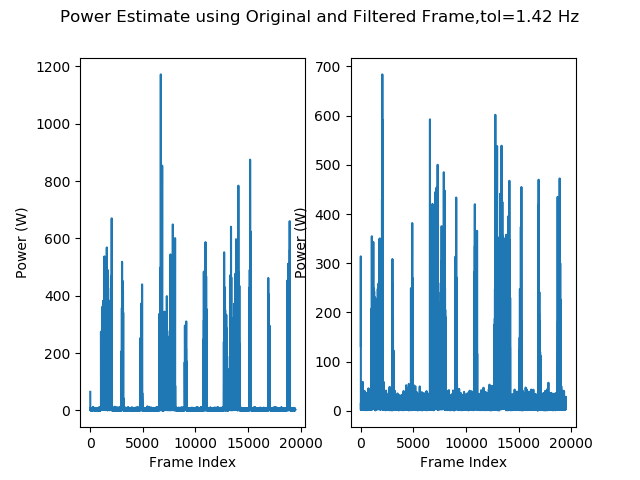 Power Estimate using Original and Filtered Frame,tol=1.42 Hz
Power (W)
1200
1000
800
600
400
200
0
0 5000 10000 15000 20000
Frame Index
Power (W)
700
600
500
400
300
200
100
0
0 5000 10000 15000 20000
Frame Index